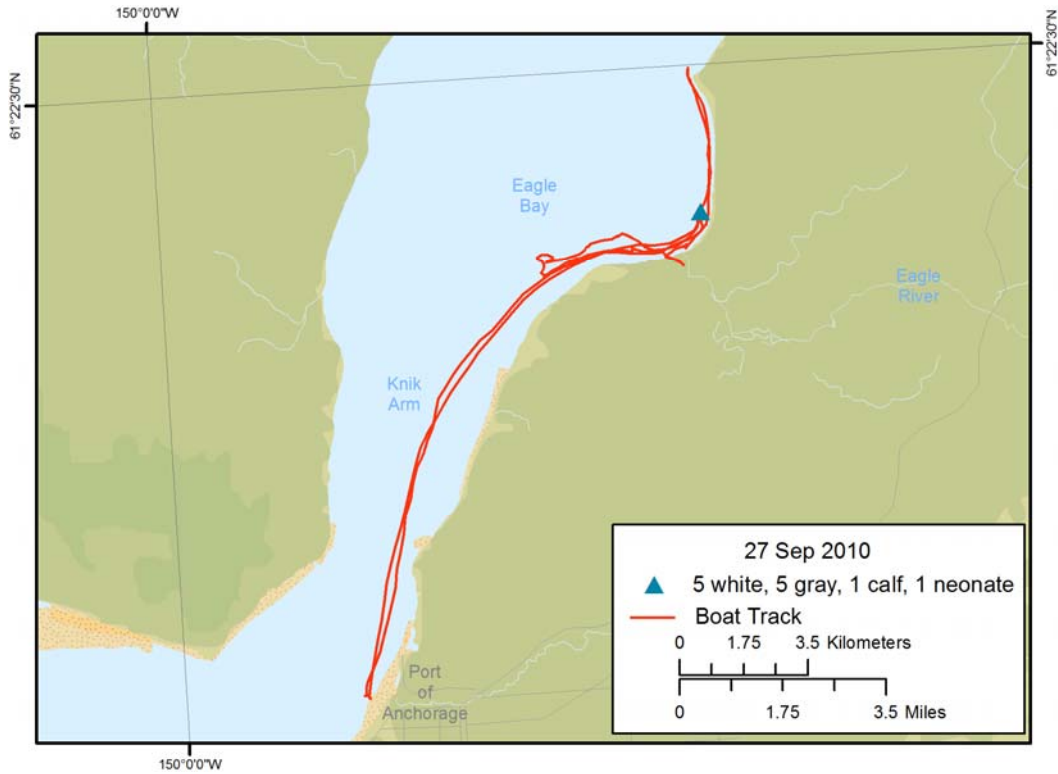 150°0'0"W
61°22'30"N
61°22'30"N
Eagle
Bay
Eagle
River
Knik
Arm
27 Sep 2010
5 white, 5 gray, 1 calf, 1 neonate
Boat Track
0 1.75 3.5 Kilometers
0 1.75 3.5 Miles
Port
of
Anchorage
150°0'0"W